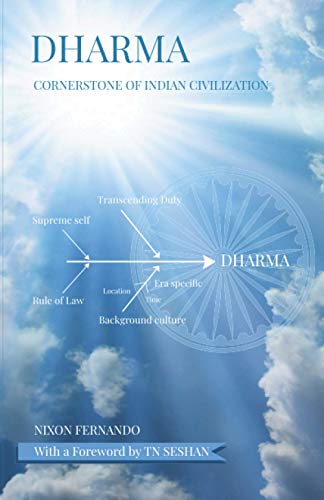 DHARMA
CORNERSTONE OF INDIAN CIVILIZATION
Transcending Duty
Supreme self
DHARMA
Era specific
Location
Time
Rule of Law
Background culture
NIXON FERNANDO
With a Foreword by TN SESHAN